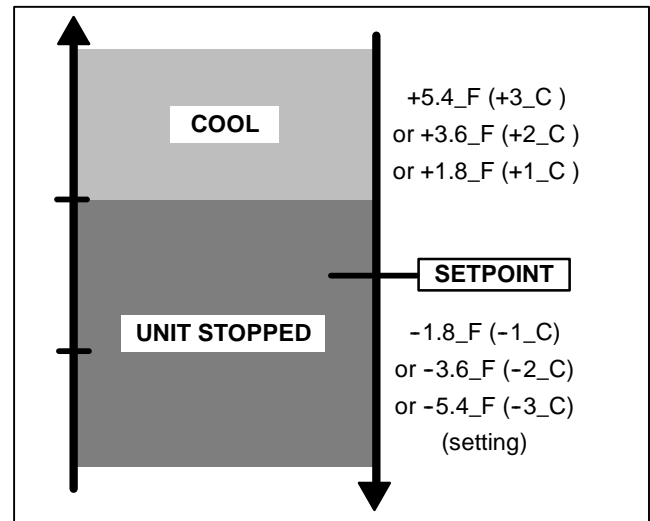 COOL
+5.4_F (+3_C )
or +3.6_F (+2_C )
or +1.8_F (+1_C )
SETPOINT
UNIT STOPPED
-1.8_F (-1_C)
or -3.6_F (-2_C)
or -5.4_F (-3_C)
(setting)